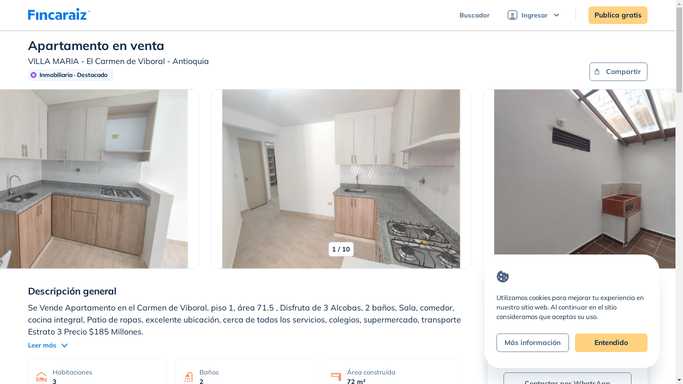 Fincaraiz
Buscador
Ingresar
Publica gratis
Apartamento en venta
VILLA MARIA - El Carmen de Viboral - Antioquia
Inmobiliaria · Destacado
Compartir
1 / 10
Descripción general
Se Vende Apartamento en el Carmen de Viboral. piso 1, área 71.5 , Disfruta de 3 Alcobas, 2 baños, Sala, comedor,
cocina integral, Patio de ropas, excelente ubicación, cerca de todos los servicios, colegios, supermercado, transporte
Estrato 3 Precio $185 Millones.
Leer más
Habitaciones
3
Baños
2
Área construida
72 m²
Utilizamos cookies para mejorar tu experiencia en
nuestro sitio web. Al continuar en el sitio
consideramos que aceptas su uso.
Más información
Entendido
Contactar por WhatsApp